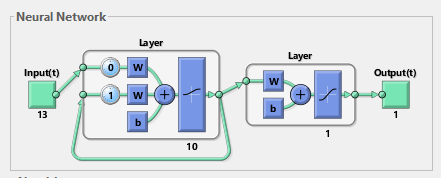 Neural Network
Layer
Layer
Input(t)
0
W
W
Output(t)
1
W
b
13
b
1
10
1